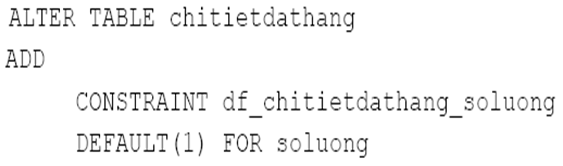 ALTER TABLE chitietdathang
ADD
CONSTRAINT df_chitietdathang_soluong
DEFAULT(1) FOR soluong